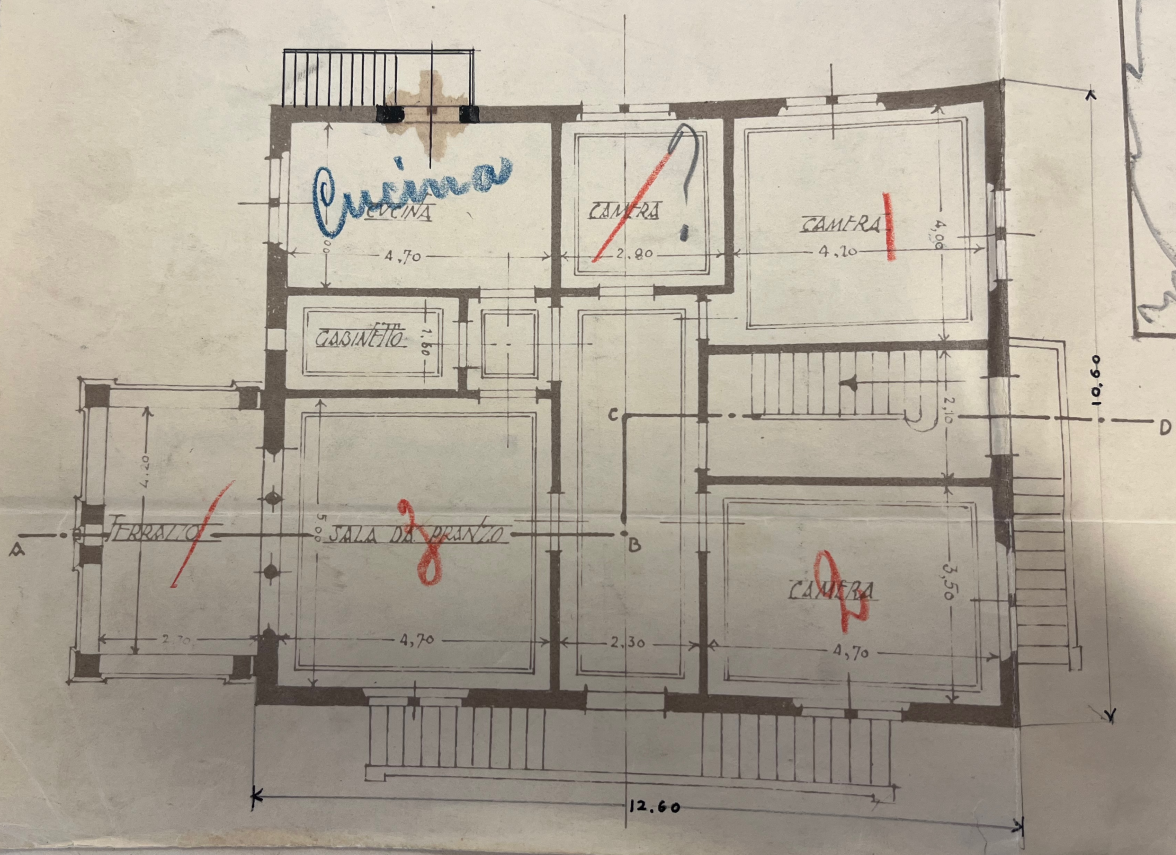 Cucina
CUCINA
4,70
CAMERA
?
2.80
CAMERA
1
4,20
4,00
GABINETTO
1.60
10,60
2,10
C
D
4,20
TERRAZZO
A
5,00
SALA DA PRANZO
3
B
CAMERA
2
3,50
2.70
4,70
2.30
4,70
12.60